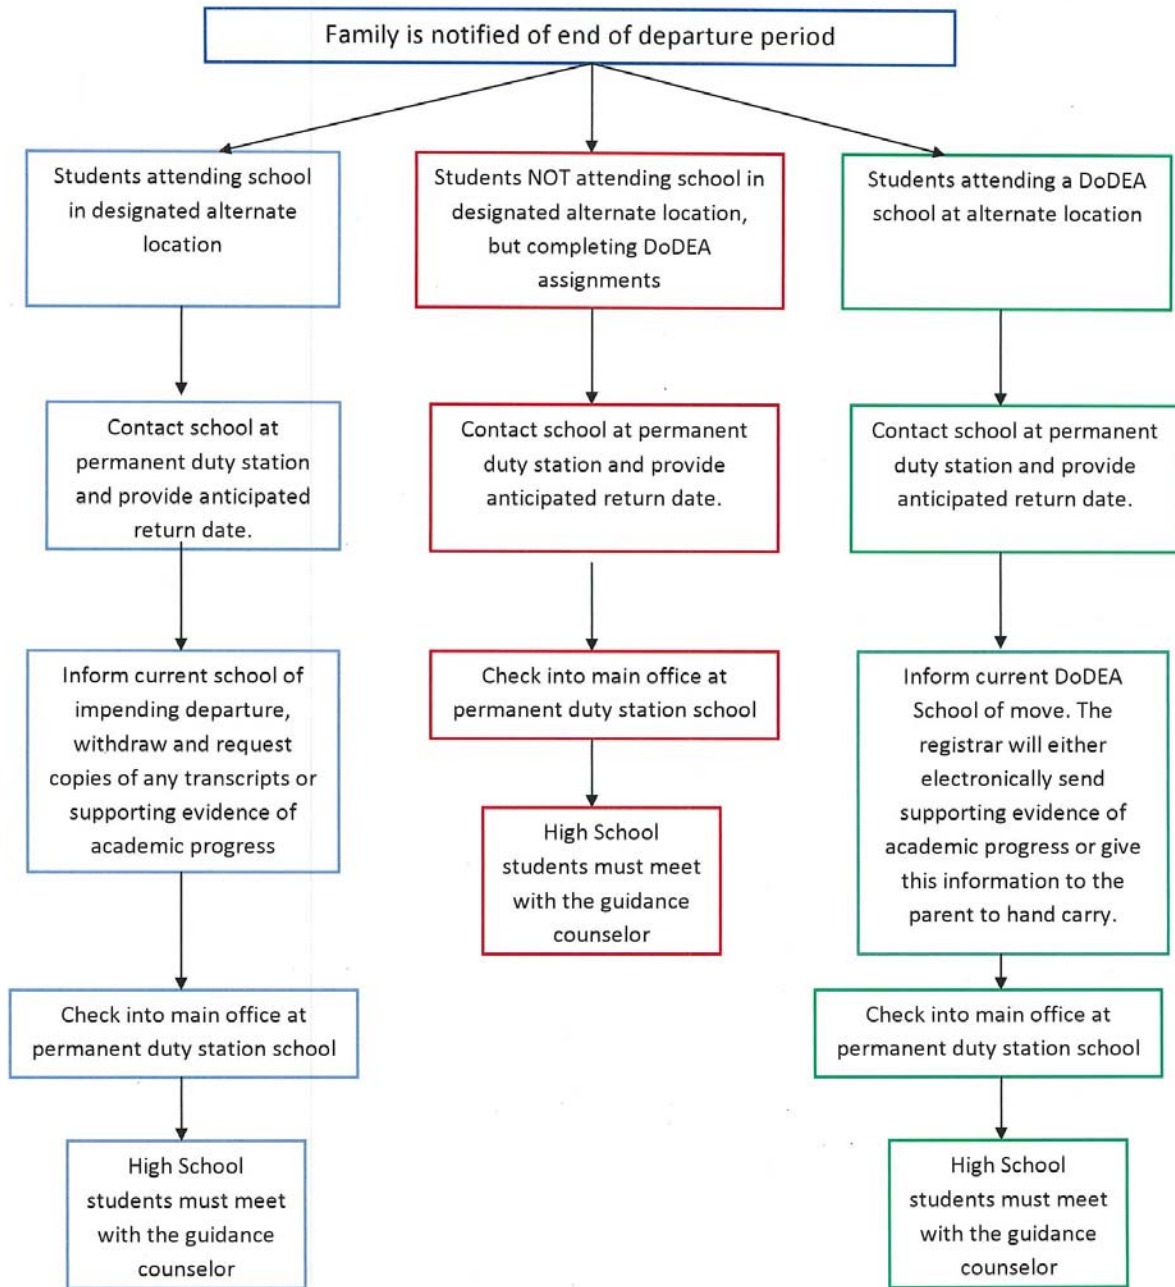 Family is notified of end of departure period
Students attending school
in designated alternate
location
Students NOT attending school in
designated alternate location,
but completing DoDEA
assignments
Students attending a DoDEA
school at alternate location
Contact school at
permanent duty station
and provide anticipated
return date.
Contact school at permanent
duty station and provide
anticipated return date.
Contact school at permanent
duty station and provide
anticipated return date.
Inform current school of
impending departure,
withdraw and request
copies of any transcripts or
supporting evidence of
academic progress
Check into main office at
permanent duty station school
Inform current DoDEA
School of move. The
registrar will either
electronically send
supporting evidence of
academic progress or give
this information to the
parent to hand carry.
High School
students must meet
with the guidance
counselor
Check into main office at
permanent duty station school
Check into main office at
permanent duty station school
High School
students must meet
with the guidance
counselor
High School
students must meet
with the guidance
counselor